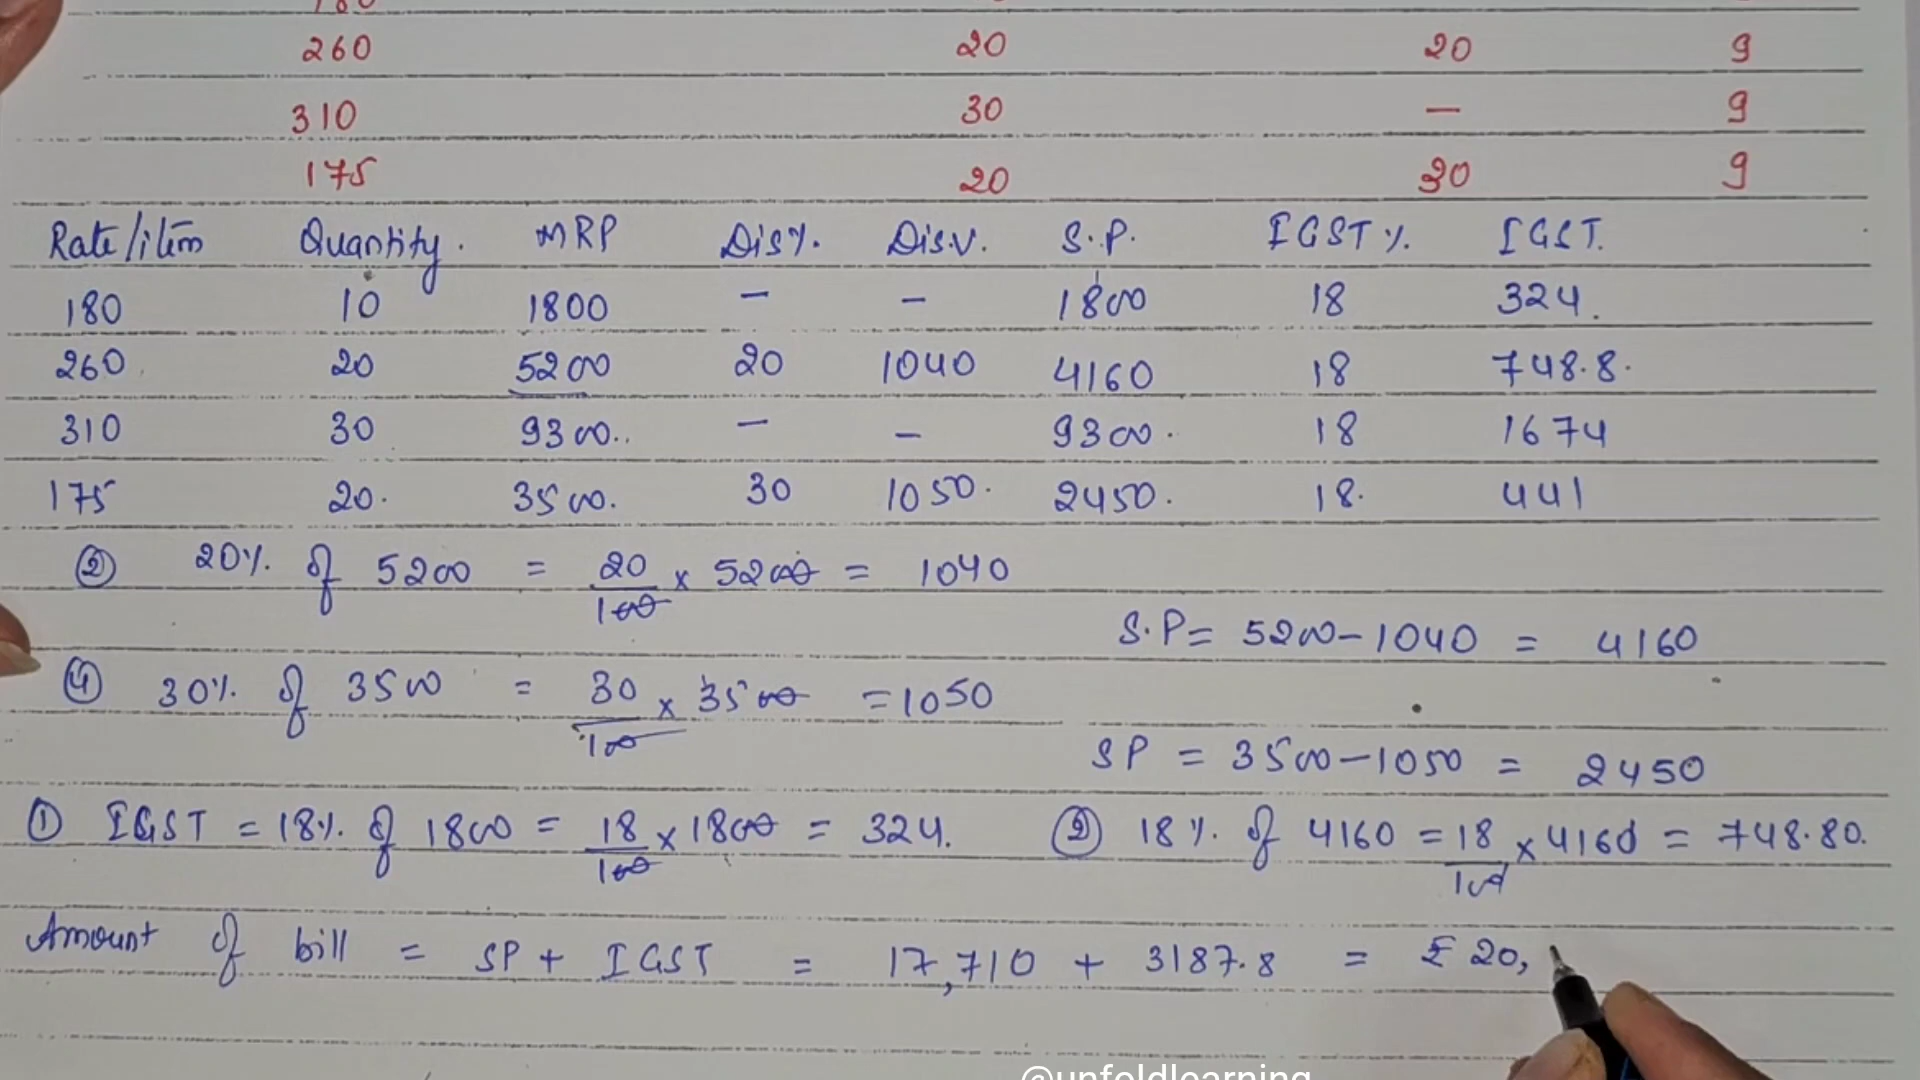 180
260 20 20 9
310 30 — 9
175 20 30 9
Rate/item Quantity. MRP Dis%. Dis.v. S.P. IGST %. IGST.
180 10 1800 — — 1800 18 324.
260 20 5200 20 1040 4160 18 748.8.
310 30 9300.. — — 9300. 18 1674
175 20. 3500. 30 1050. 2450. 18. 441
② 20%. of 5200 = 20/100 × 5200 = 1040
S.P = 5200 - 1040 = 4160
④ 30%. of 3500 = 30/100 × 3500 = 1050
SP = 3500 - 1050 = 2450
① IGST = 18%. of 1800 = 18/100 × 1800 = 324. ② 18%. of 4160 = 18/100 × 4160 = 748.80.
Amount of bill = SP + IGST = 17,710 + 3187.8 = ₹ 20,
@unfoldlearning